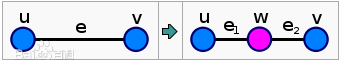 u e v u e₁ w e₂ v